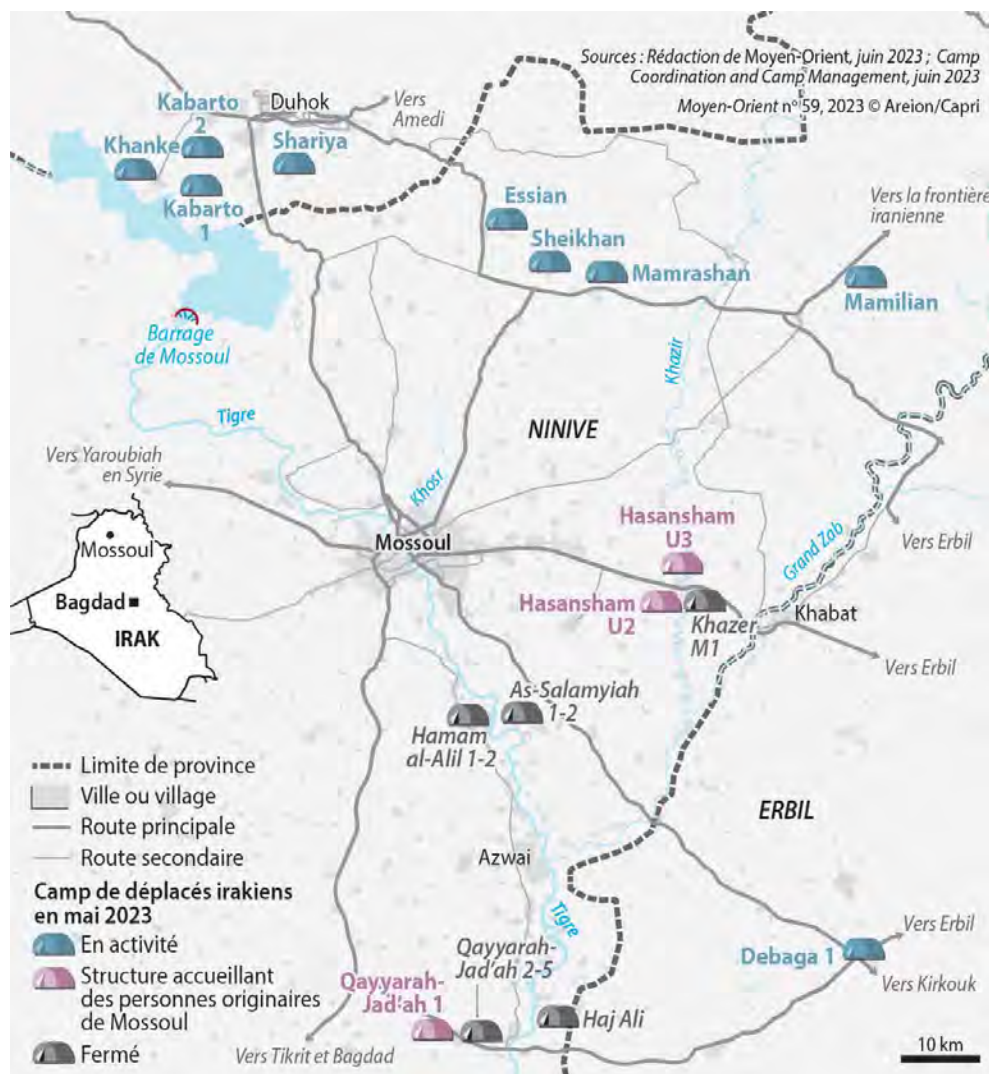 Sources : Rédaction de Moyen-Orient, juin 2023 ; Camp
Coordination and Camp Management, juin 2023
Moyen-Orient nº 59, 2023 © Areion/Capri
Kabarto
2
Duhok
Vers
Amedi
Khanke
Shariya
Kabarto
1
Essian
Sheikhan
Mamrashan
Vers la frontière
iranienne
Mamilian
Barrage
de Mossoul
Tigre
Khazir
NINIVE
Vers Yaroubiah
en Syrie
Khosr
Mossoul
Hasansham
U3
Grand Zab
Vers Erbil
Hasansham
U2
Khazer
M1
Khabat
Vers Erbil
Mossoul
Bagdad
IRAK
As-Salamyiah
1-2
Hamam
al-Alil 1-2
ERBIL
Azwai
Tigre
Limite de province
Ville ou village
Route principale
Route secondaire
Camp de déplacés irakiens
en mai 2023
En activité
Structure accueillant
des personnes originaires
de Mossoul
Fermé
Qayyarah-
Jad'ah 2-5
Qayyarah-
Jad'ah 1
Haj Ali
Debaga 1
Vers Erbil
Vers Kirkouk
Vers Tikrit et Bagdad
10 km